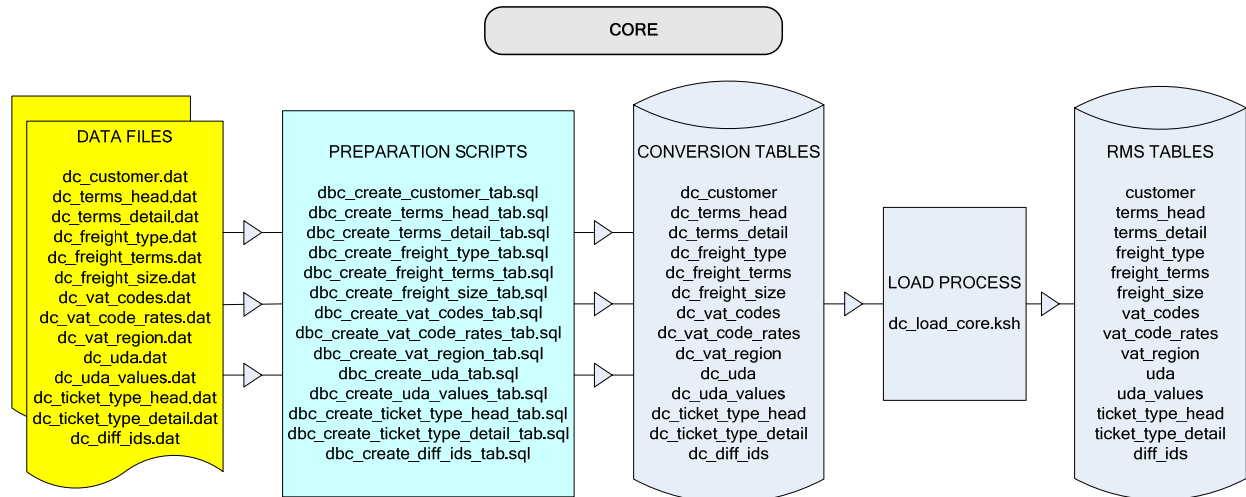 CORE
DATA FILES
dc_customer.dat
dc_terms_head.dat
dc_terms_detail.dat
dc_freight_type.dat
dc_freight_terms.dat
dc_freight_size.dat
dc_vat_codes.dat
dc_vat_code_rates.dat
dc_vat_region.dat
dc_uda.dat
dc_uda_values.dat
dc_ticket_type_head.dat
dc_ticket_type_detail.dat
dc_diff_ids.dat
PREPARATION SCRIPTS
dbc_create_customer_tab.sql
dbc_create_terms_head_tab.sql
dbc_create_terms_detail_tab.sql
dbc_create_freight_type_tab.sql
dbc_create_freight_terms_tab.sql
dbc_create_freight_size_tab.sql
dbc_create_vat_codes_tab.sql
dbc_create_vat_code_rates_tab.sql
dbc_create_vat_region_tab.sql
dbc_create_uda_tab.sql
dbc_create_uda_values_tab.sql
dbc_create_ticket_type_head_tab.sql
dbc_create_ticket_type_detail_tab.sql
dbc_create_diff_ids_tab.sql
CONVERSION TABLES
dc_customer
dc_terms_head
dc_terms_detail
dc_freight_type
dc_freight_terms
dc_freight_size
dc_vat_codes
dc_vat_code_rates
dc_vat_region
dc_uda
dc_uda_values
dc_ticket_type_head
dc_ticket_type_detail
dc_diff_ids
LOAD PROCESS
dc_load_core.ksh
RMS TABLES
customer
terms_head
terms_detail
freight_type
freight_terms
freight_size
vat_codes
vat_code_rates
vat_region
uda
uda_values
ticket_type_head
ticket_type_detail
diff_ids